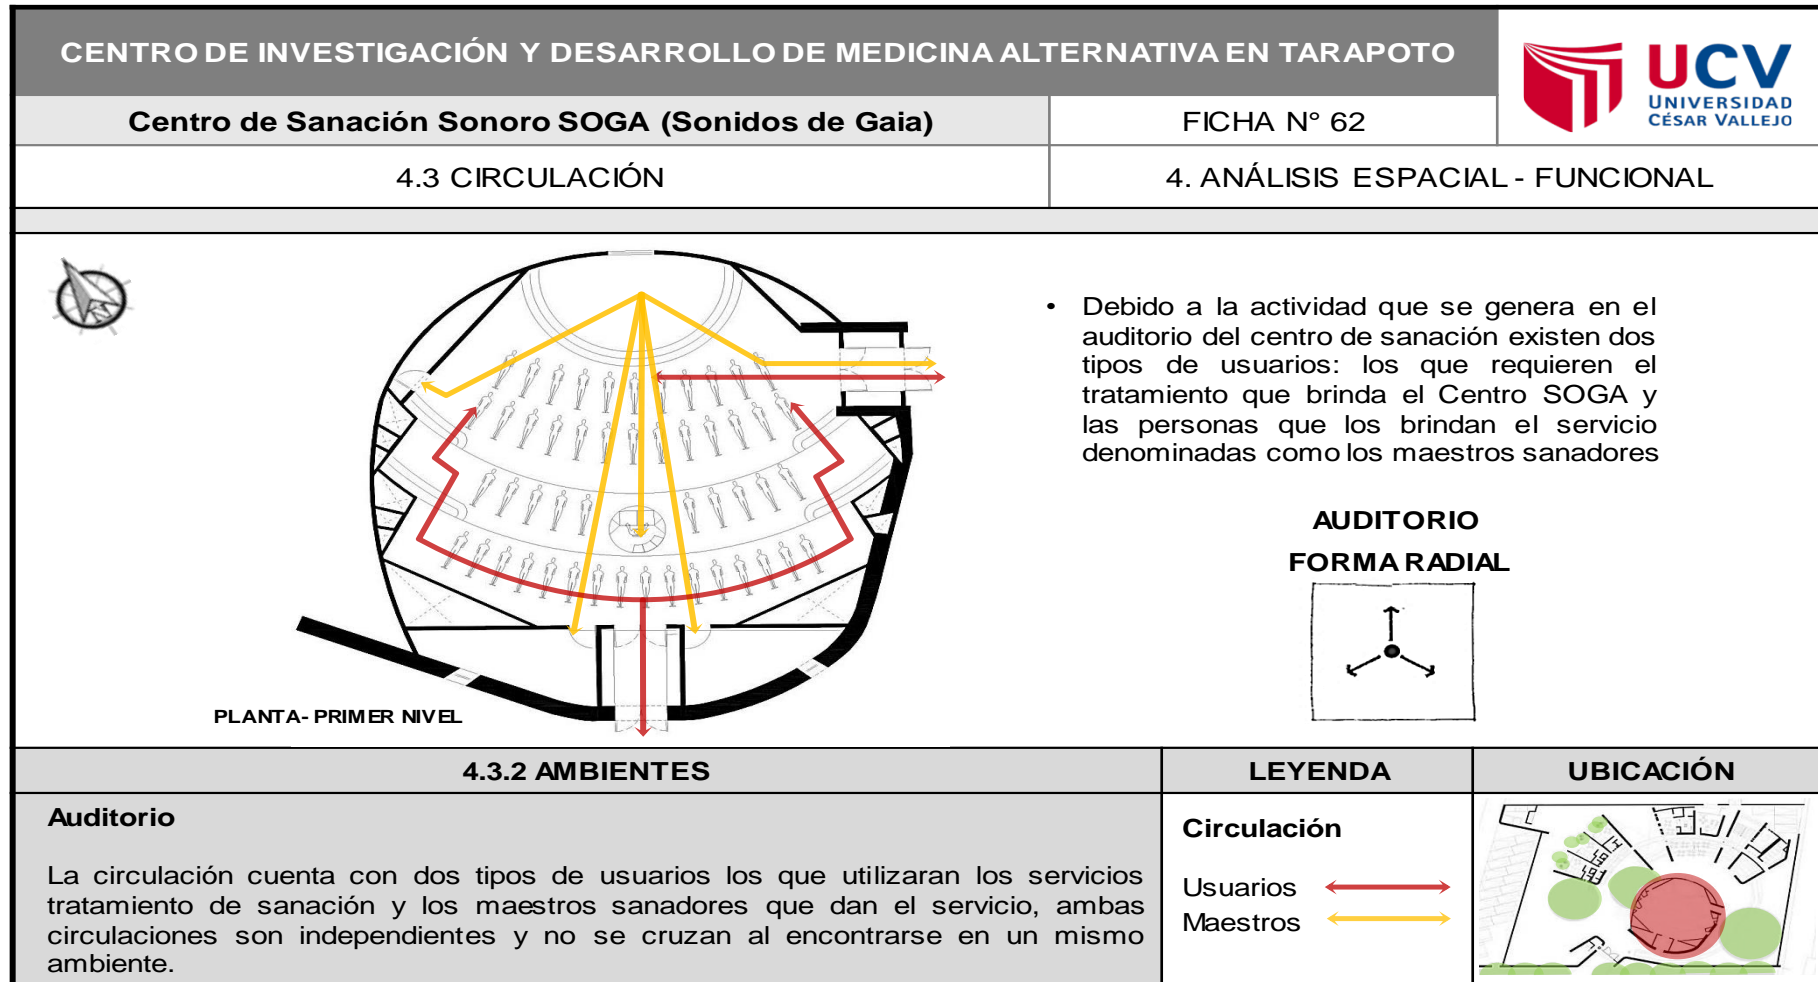 CENTRO DE INVESTIGACIÓN Y DESARROLLO DE MEDICINA ALTERNATIVA EN TARAPOTO
UCV
UNIVERSIDAD
CÉSAR VALLEJO
Centro de Sanación Sonoro SOGA (Sonidos de Gaia)
FICHA N° 62
4.3 CIRCULACIÓN
4. ANÁLISIS ESPACIAL - FUNCIONAL
• Debido a la actividad que se genera en el
auditorio del centro de sanación existen dos
tipos de usuarios: los que requieren el
tratamiento que brinda el Centro SOGA y
las personas que los brindan el servicio
denominadas como los maestros sanadores
AUDITORIO
FORMA RADIAL
PLANTA- PRIMER NIVEL
4.3.2 AMBIENTES
LEYENDA
UBICACIÓN
Auditorio
La circulación cuenta con dos tipos de usuarios los que utilizaran los servicios
tratamiento de sanación y los maestros sanadores que dan el servicio, ambas
circulaciones son independientes y no se cruzan al encontrarse en un mismo
ambiente.
Circulación
Usuarios
Maestros